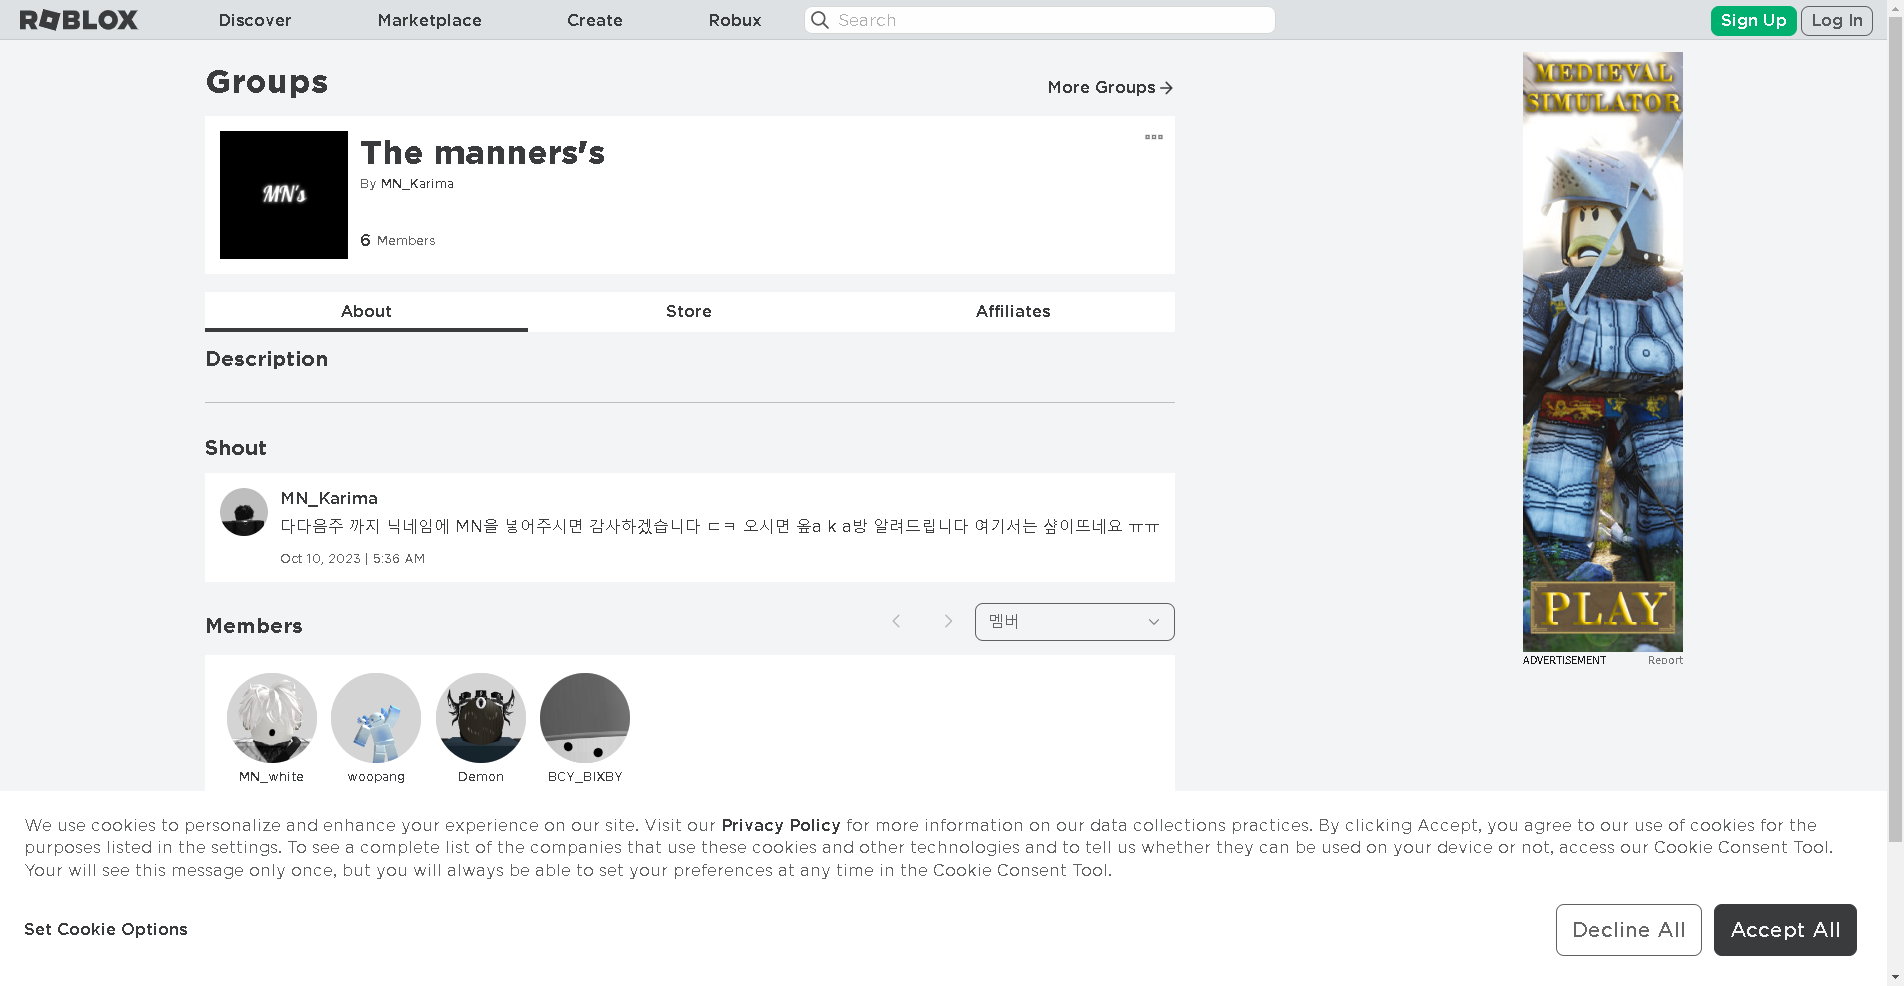 ROBLOX
Discover
Marketplace
Create
Robux
Search
Sign Up
Log In
Groups
More Groups
MN's
The manners's
By MN_Karima
6 Members
About
Store
Affiliates
Description
Shout
MN_Karima
다다음주 까지 닉네임에 MN을 넣어주시면 감사하겠습니다 ㄷㅋ 오시면 옾a k a방 알려드립니다 여기서는 샾이뜨네요 ㅠㅠ
Oct 10, 2023 | 5:36 AM
Members
멤버
MN_white
woopang
Demon
BCY_BIXBY
MEDIEVAL
SIMULATOR
PLAY
ADVERTISEMENT
Report
We use cookies to personalize and enhance your experience on our site. Visit our Privacy Policy for more information on our data collections practices. By clicking Accept, you agree to our use of cookies for the
purposes listed in the settings. To see a complete list of the companies that use these cookies and other technologies and to tell us whether they can be used on your device or not, access our Cookie Consent Tool.
Your will see this message only once, but you will always be able to set your preferences at any time in the Cookie Consent Tool.
Set Cookie Options
Decline All
Accept All